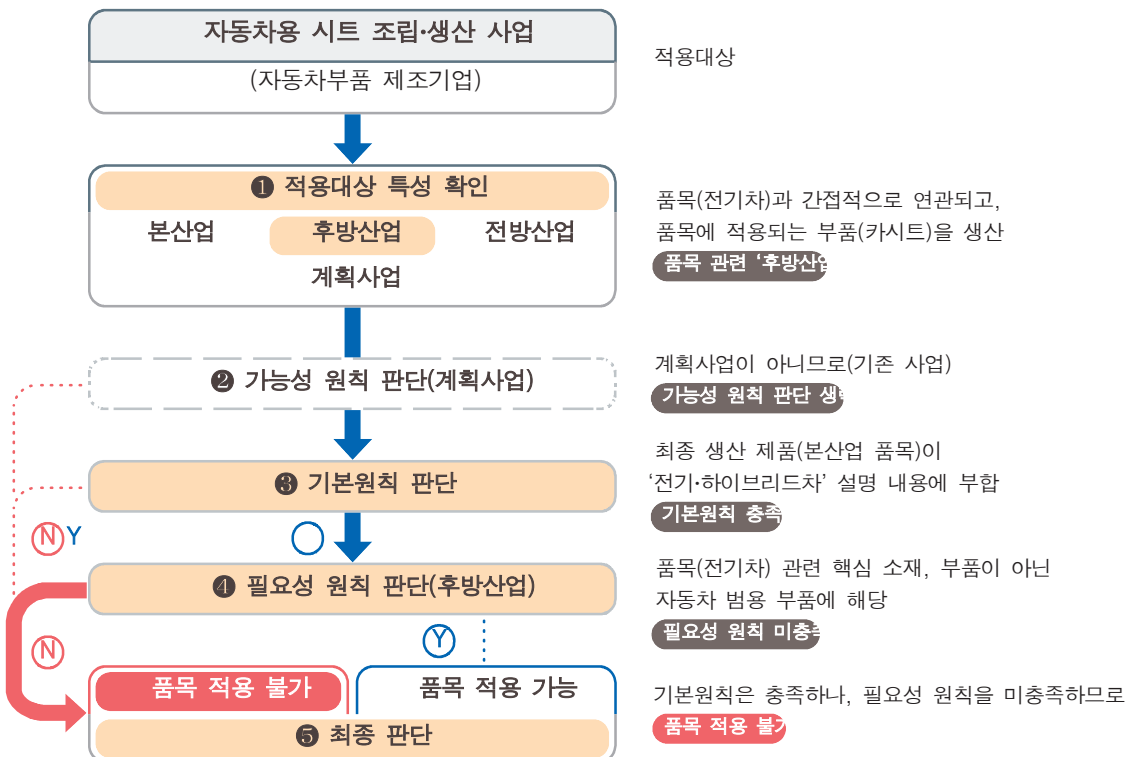 자동차용 시트 조립·생산 사업
(자동차부품 제조기업)
적용대상
❶ 적용대상 특성 확인
본산업 후방산업 전방산업
계획사업
품목(전기차)과 간접적으로 연관되고,
품목에 적용되는 부품(카시트)을 생산
품목 관련 ‘후방산업
❷ 가능성 원칙 판단(계획사업)
계획사업이 아니므로(기존 사업)
가능성 원칙 판단 생략
❸ 기본원칙 판단
최종 생산 제품(본산업 품목)이
‘전기·하이브리드차’ 설명 내용에 부합
기본원칙 충족
N Y
❹ 필요성 원칙 판단(후방산업)
품목(전기차) 관련 핵심 소재, 부품이 아닌
자동차 범용 부품에 해당
필요성 원칙 미충족
N
Y
품목 적용 불가 품목 적용 가능
❺ 최종 판단
기본원칙은 충족하나, 필요성 원칙을 미충족하므로
품목 적용 불가